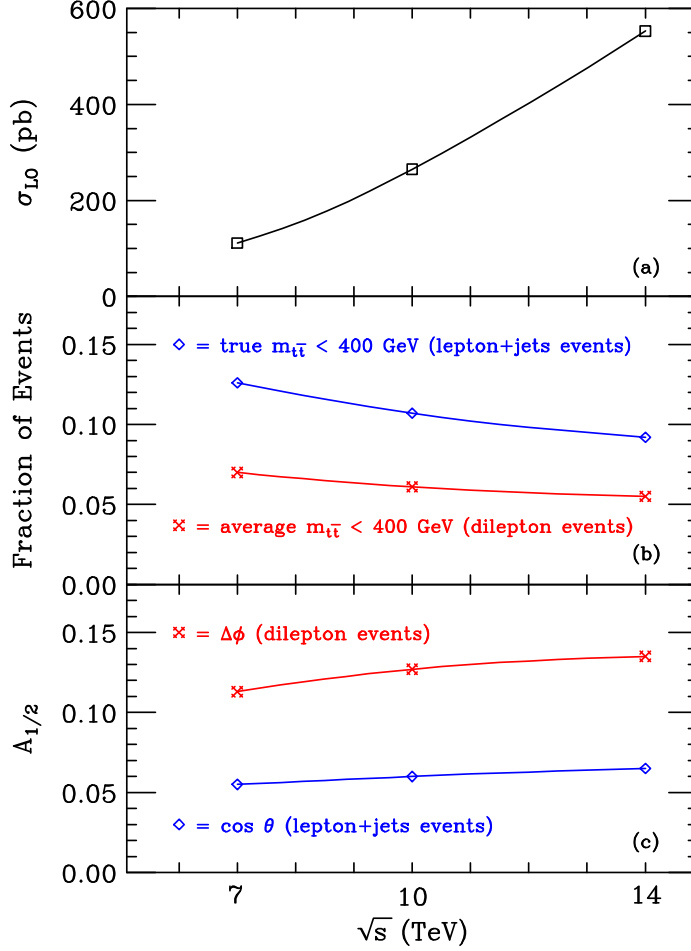 600
400
200
0
σLO (pb)
(a)
0.15
0.10
0.05
0.00
Fraction of Events
= true mtt̅ < 400 GeV (lepton+jets events)
= average mtt̅ < 400 GeV (dilepton events)
(b)
0.15
0.10
0.05
0.00
A1/2
= Δϕ (dilepton events)
= cos θ (lepton+jets events)
(c)
7 10 14
√s (TeV)